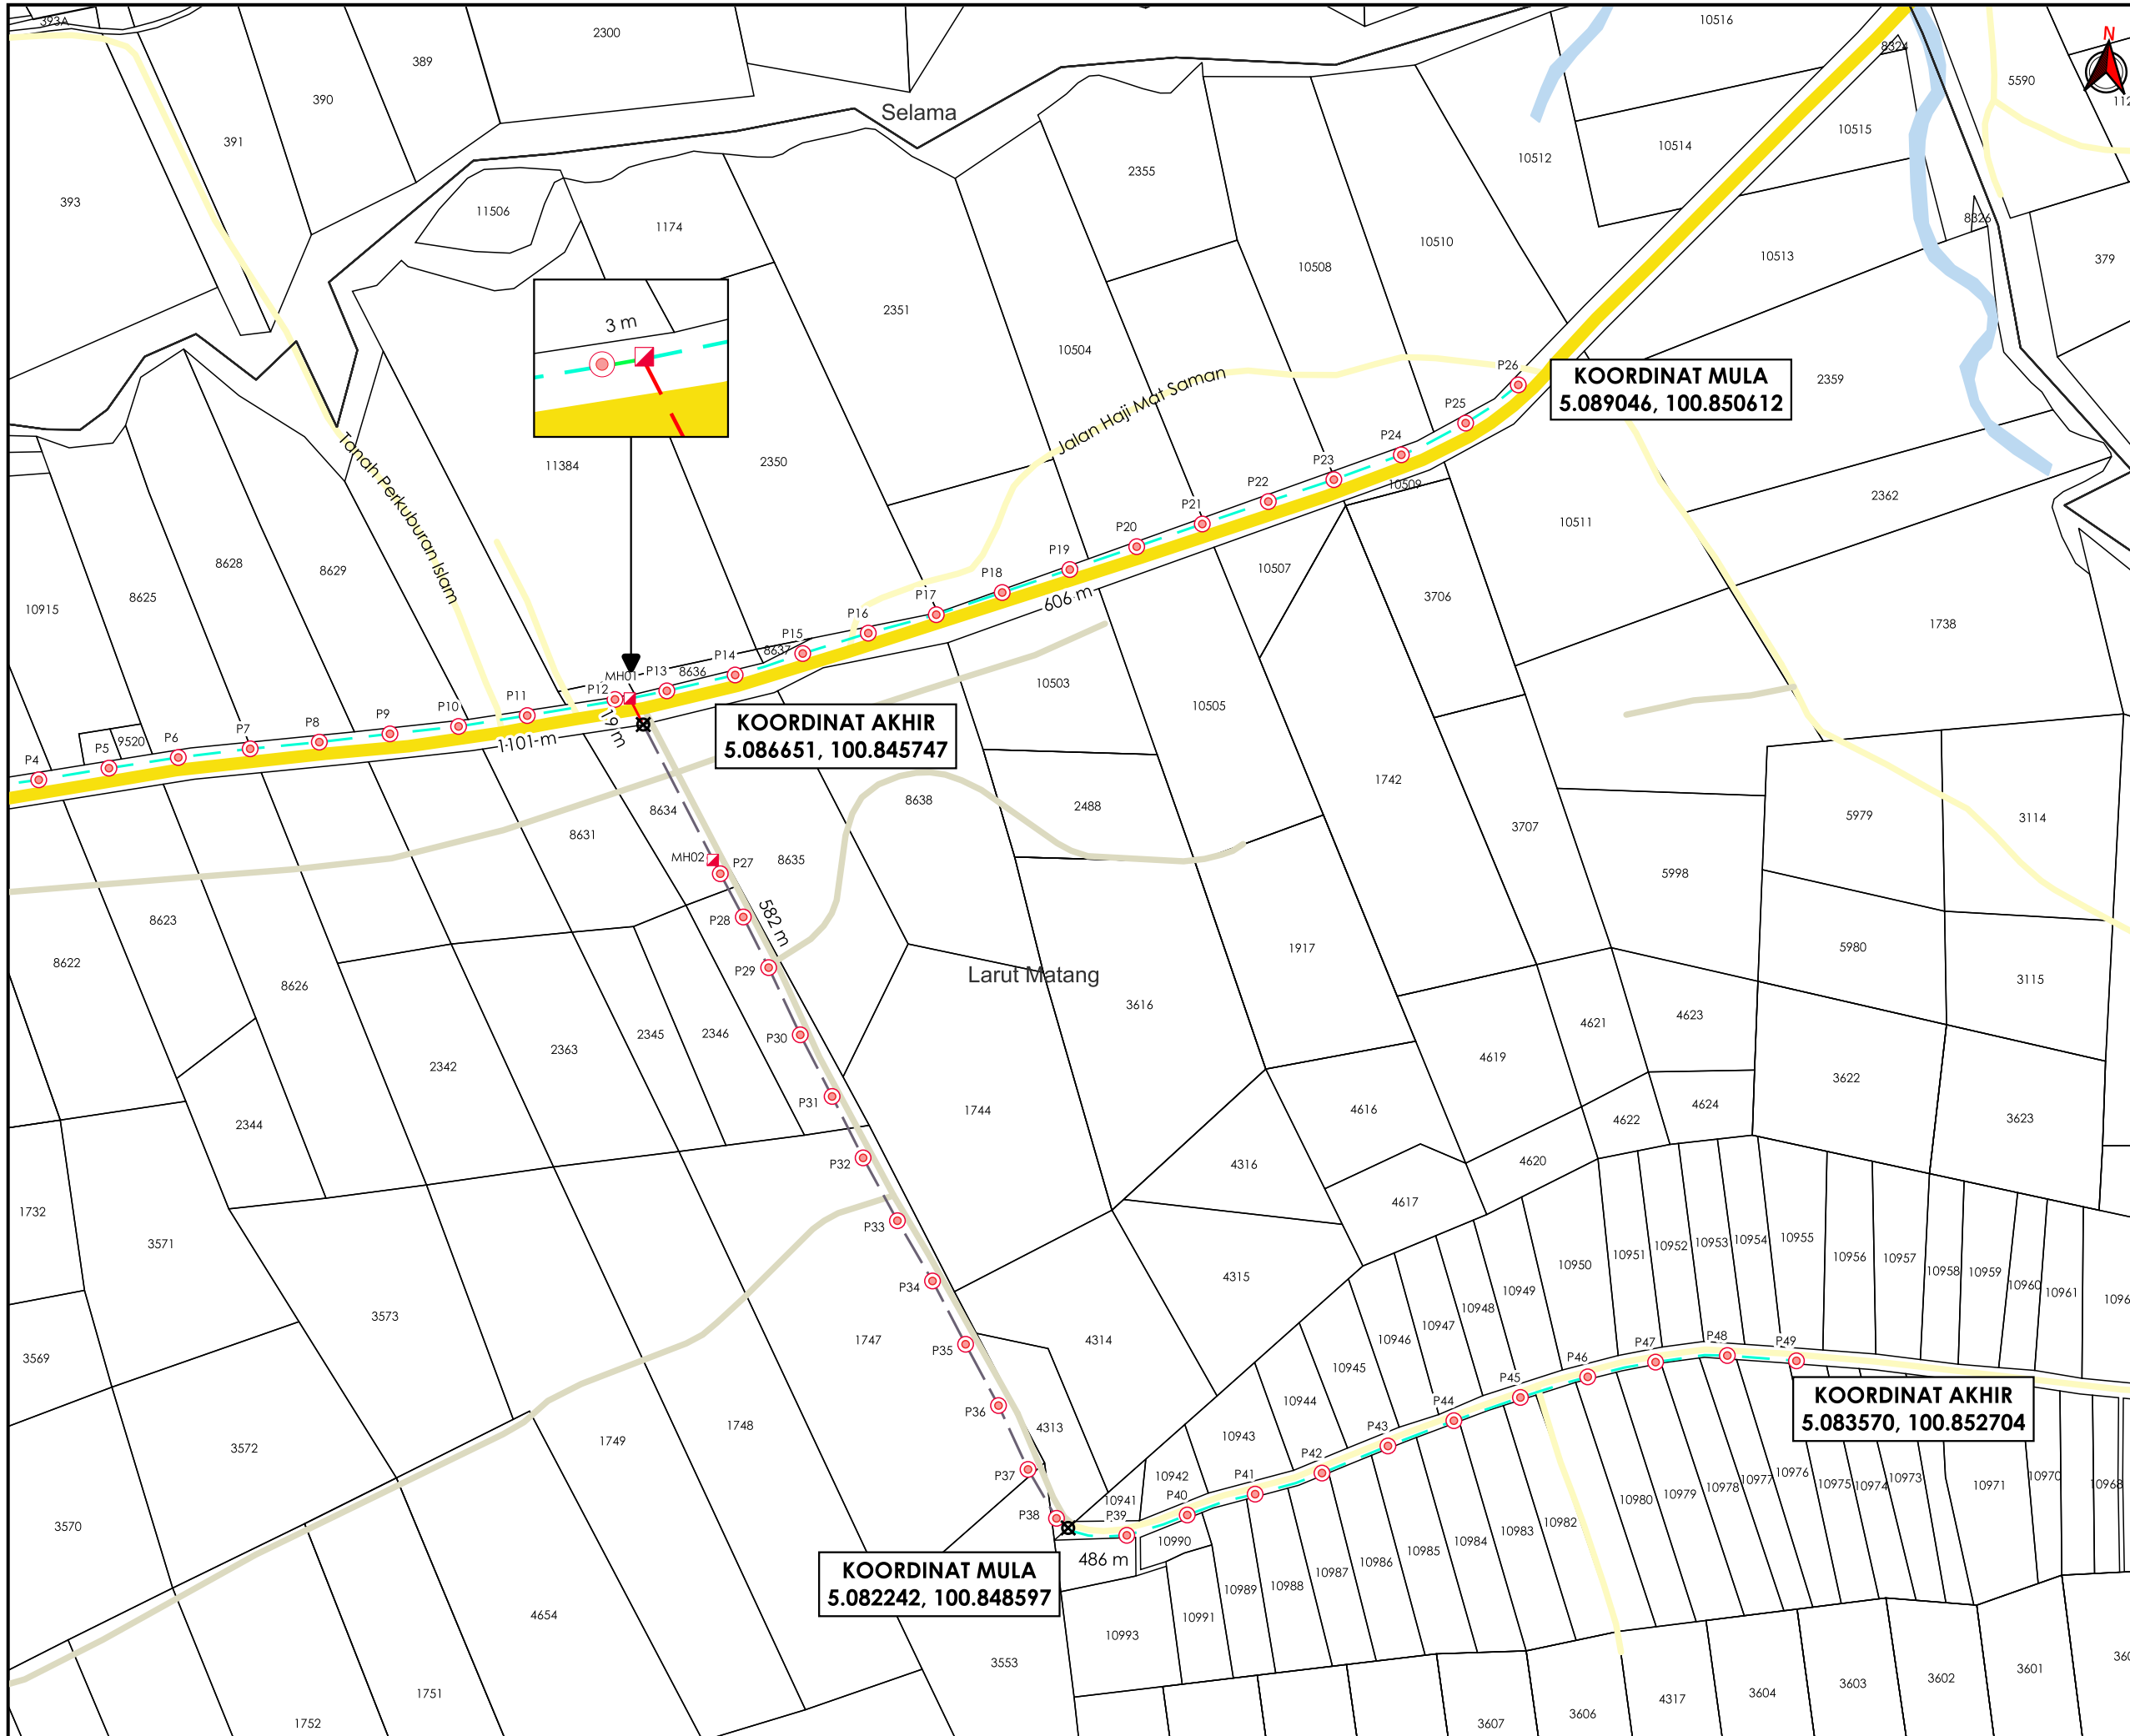 393A
2300
10516
N
8324
389
5590
390
112
Selama
391
10515
10514
10512
2355
393
11506
8326
1174
10510
10513
379
10508
2351
3 m
10504
P26
KOORDINAT MULA
5.089046, 100.850612
2359
Jalan Haji Mat Saman
P25
P24
Tanah Perkuburan Islam
11384
2350
P23
10509
P22
2362
P21
10511
P20
P19
8628
8629
10507
P18
8625
10915
3706
606 m
P17
P16
1738
P15
8637
P14
8636
P13
MH01
P12
10503
10505
P11
P10
19 m
KOORDINAT AKHIR
5.086651, 100.845747
P9
P8
P7
9520
P6
P5
P4
1101 m
1742
8638
2488
8634
5979
3114
8631
3707
MH02
P27
8635
5998
8623
P28
582 m
1917
5980
8622
P29
Larut Matang
3115
8626
3616
4621
4623
P30
2345
2346
2363
4619
2342
3622
P31
1744
4616
4624
3623
4622
2344
P32
4316
4620
4617
1732
P33
3571
10951
10952
10953
10954
10955
10956
10957
10950
10958
10959
10960
10961
1096
4315
P34
10949
10948
3573
10947
1747
4314
10946
P35
P49
P48
P47
3569
10945
P46
P45
KOORDINAT AKHIR
5.083570, 100.852704
10944
P44
P36
4313
1748
P43
10943
1749
3572
P42
10942
P37
P41
10976
10977
10975
10974
10973
10971
10970
10968
10978
10979
10980
10941
P40
P39
P38
3570
10982
10983
10984
10990
10985
486 m
10986
10987
10988
10989
KOORDINAT MULA
5.082242, 100.848597
4654
10991
10993
3553
3601
360
3602
3603
3604
4317
1751
3606
1752
3607